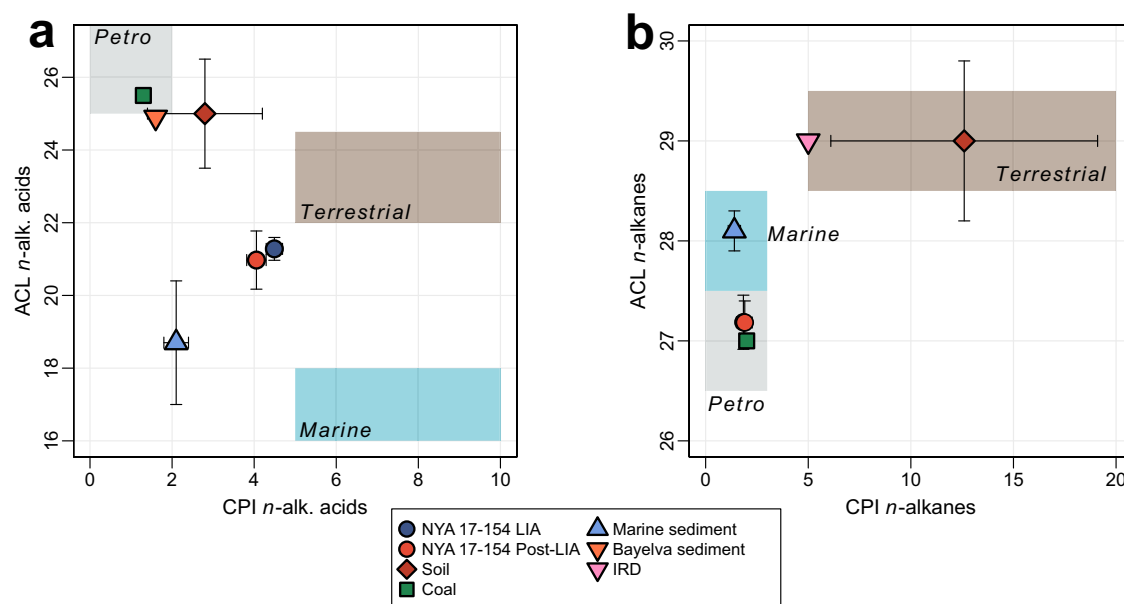 a
Petro
Terrestrial
Marine
26
24
22
20
18
16
ACL n-alk. acids
0 2 4 6 8 10
CPI n-alk. acids
b
Terrestrial
Marine
Petro
30
29
28
27
26
ACL n-alkanes
0 5 10 15 20
CPI n-alkanes
NYA 17-154 LIA
NYA 17-154 Post-LIA
Soil
Coal
Marine sediment
Bayelva sediment
IRD